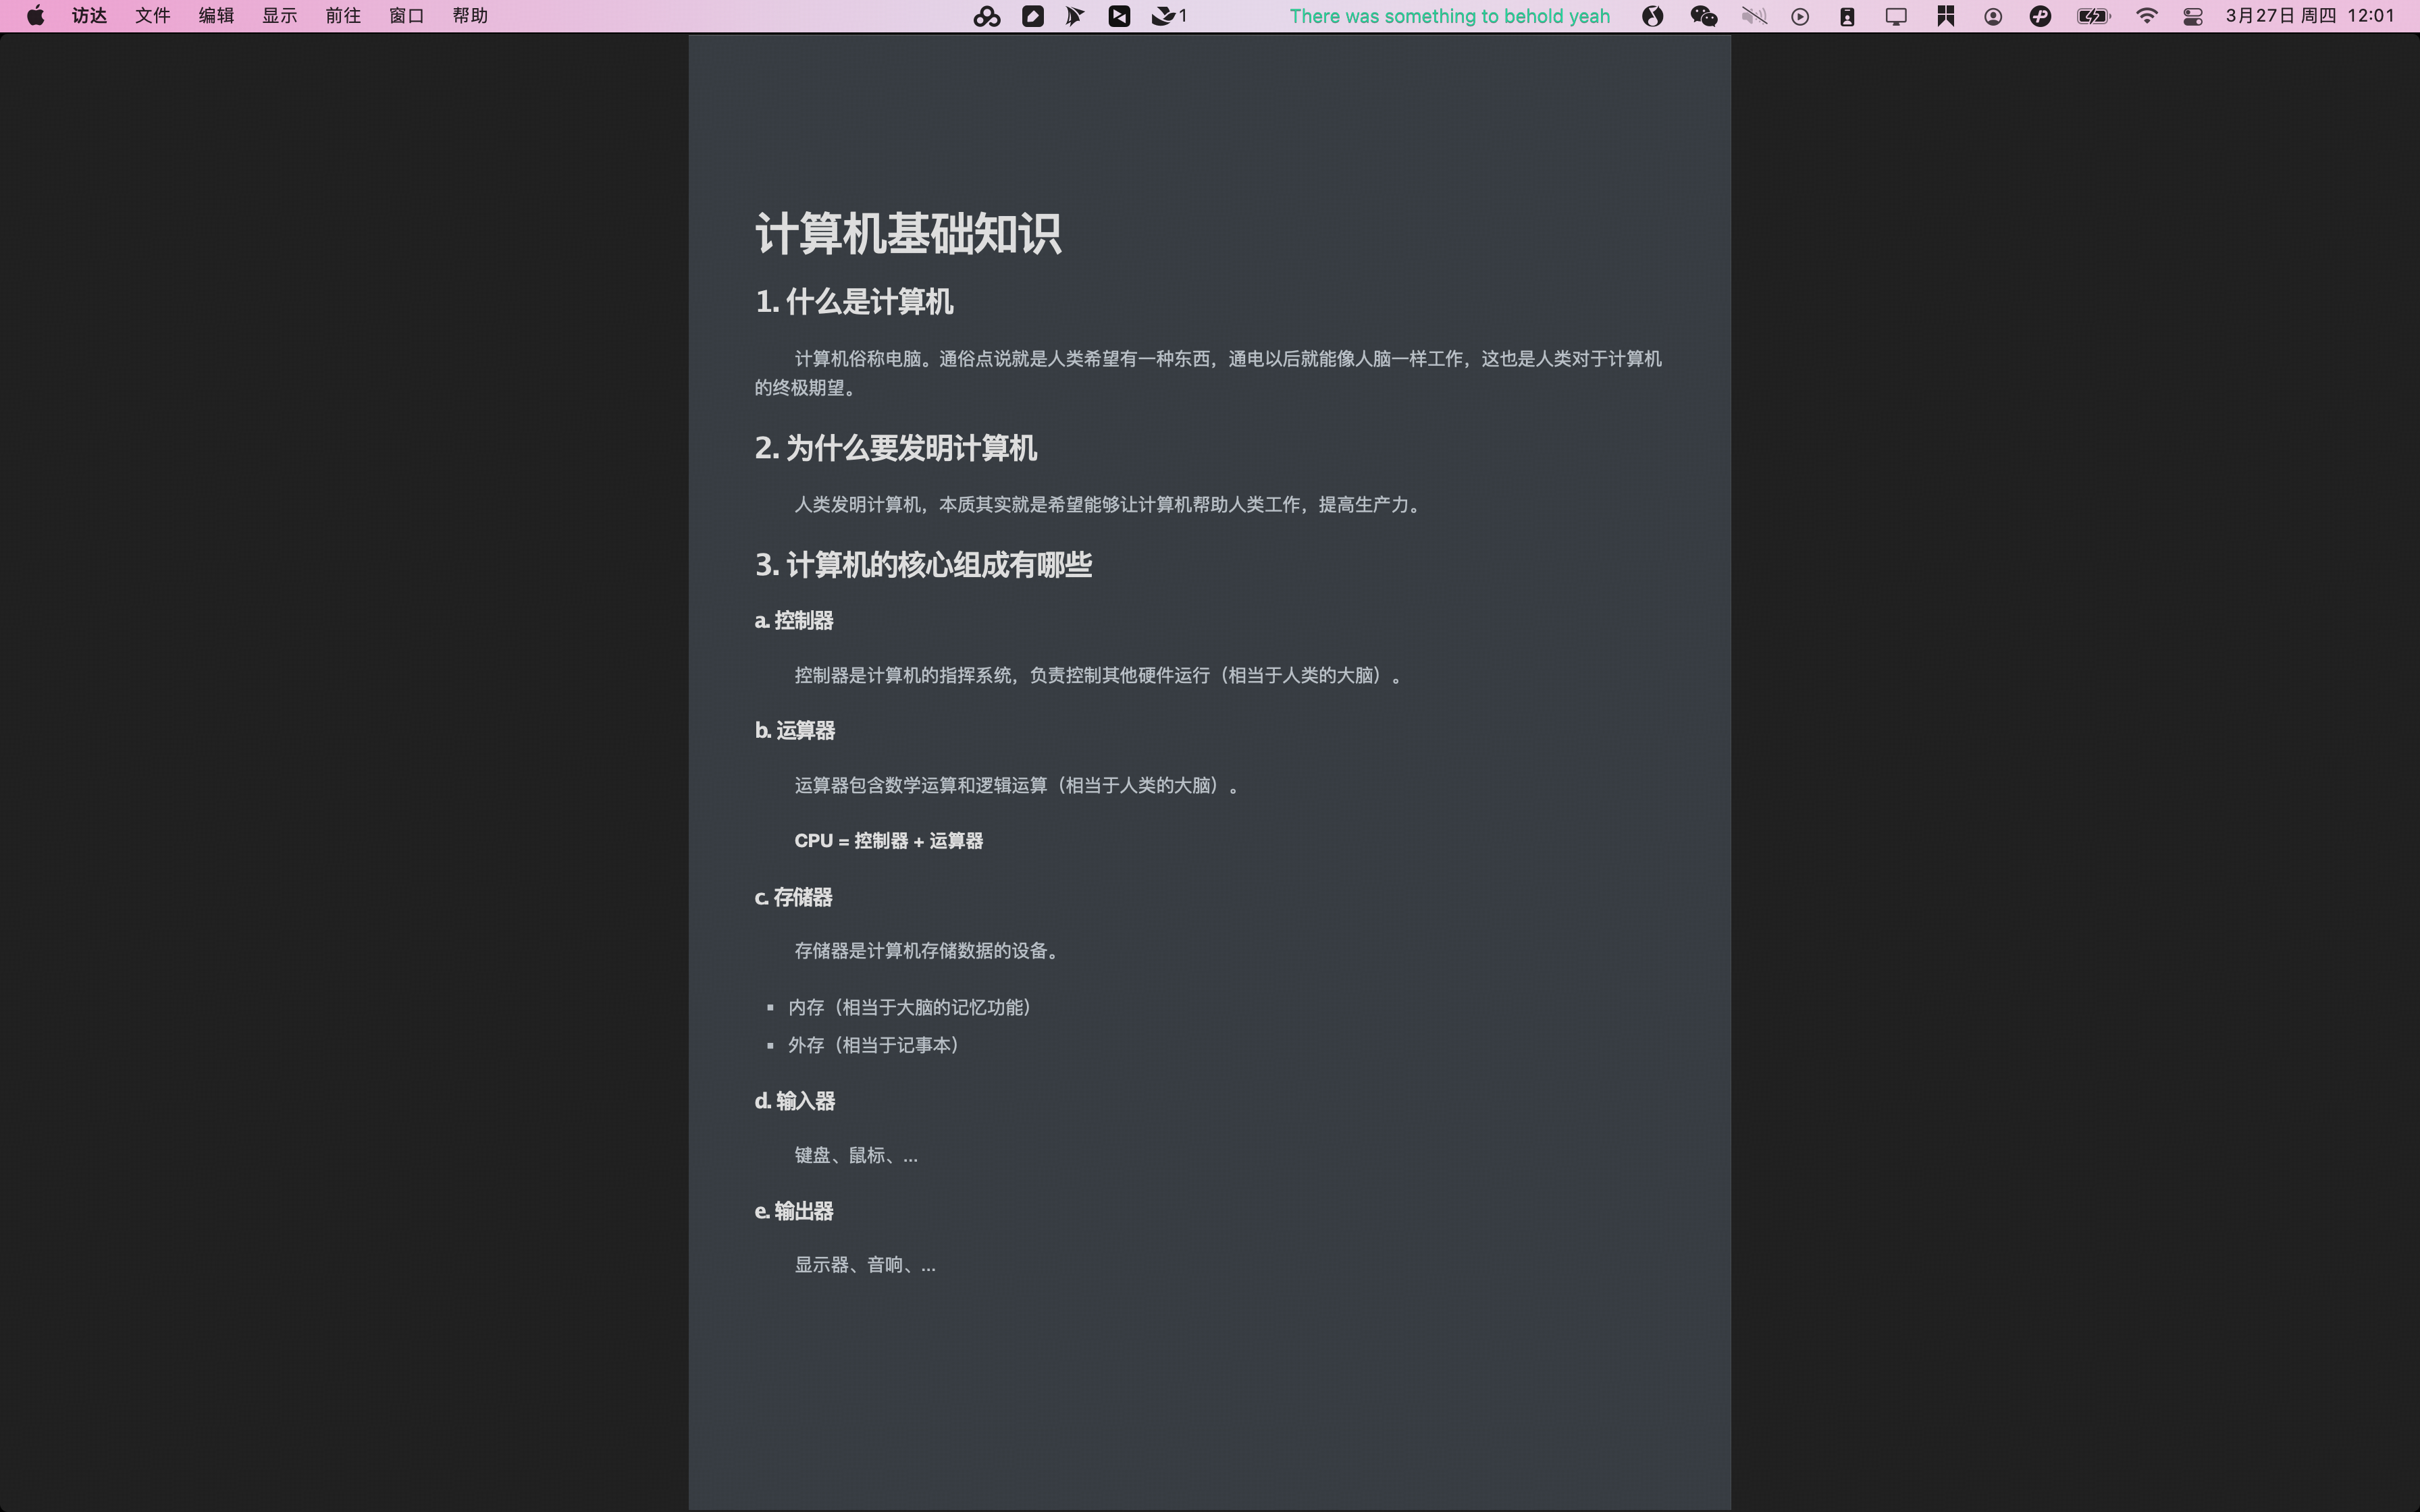 访达 文件 编辑 显示 前往 窗口 帮助 1 There was something to behold yeah 3月27日 周四 12:01
计算机基础知识
1. 什么是计算机
计算机俗称电脑。通俗点说就是人类希望有一种东西，通电以后就能像人脑一样工作，这也是人类对于计算机
的终极期望。
2. 为什么要发明计算机
人类发明计算机，本质其实就是希望能够让计算机帮助人类工作，提高生产力。
3. 计算机的核心组成有哪些
a. 控制器
控制器是计算机的指挥系统，负责控制其他硬件运行（相当于人类的大脑）。
b. 运算器
运算器包含数学运算和逻辑运算（相当于人类的大脑）。
CPU = 控制器 + 运算器
c. 存储器
存储器是计算机存储数据的设备。
▪ 内存（相当于大脑的记忆功能）
▪ 外存（相当于记事本）
d. 输入器
键盘、鼠标、...
e. 输出器
显示器、音响、...